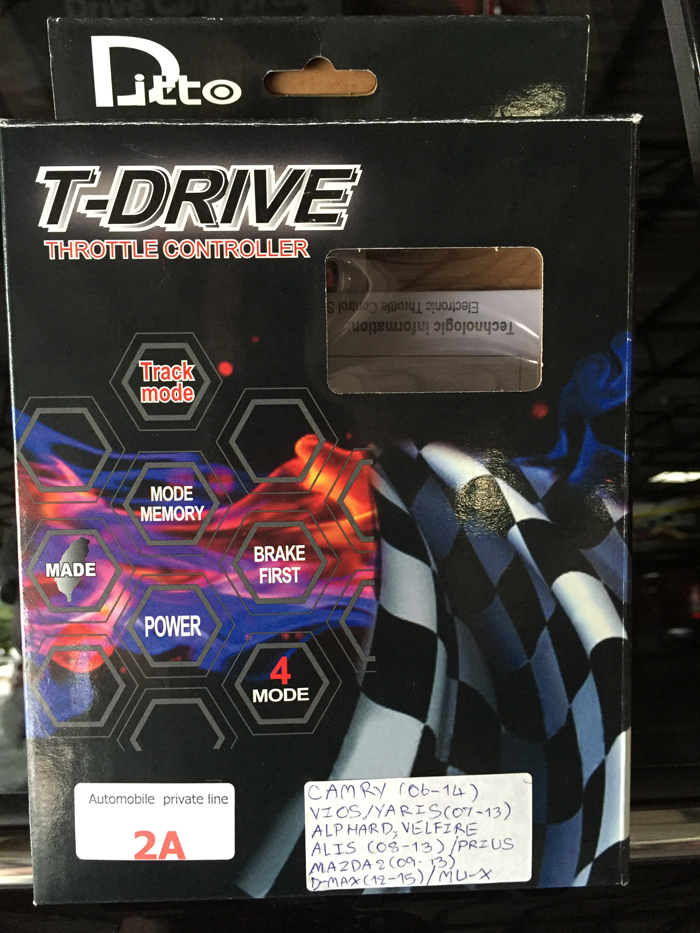 Ditto
T-DRIVE
THROTTLE CONTROLLER
Technologic information:
Electronic Throttle Control S
Track
mode
MODE
MEMORY
MADE
BRAKE
FIRST
POWER
4
MODE
Automobile private line
2A
CAMRY (06-14)
VIOS/YARIS(07-13)
ALPHARD, VELFIRE
ALIS (08-13) /PRIUS
MAZDA2(09-13)
D-MAX(12-15)/MU-X